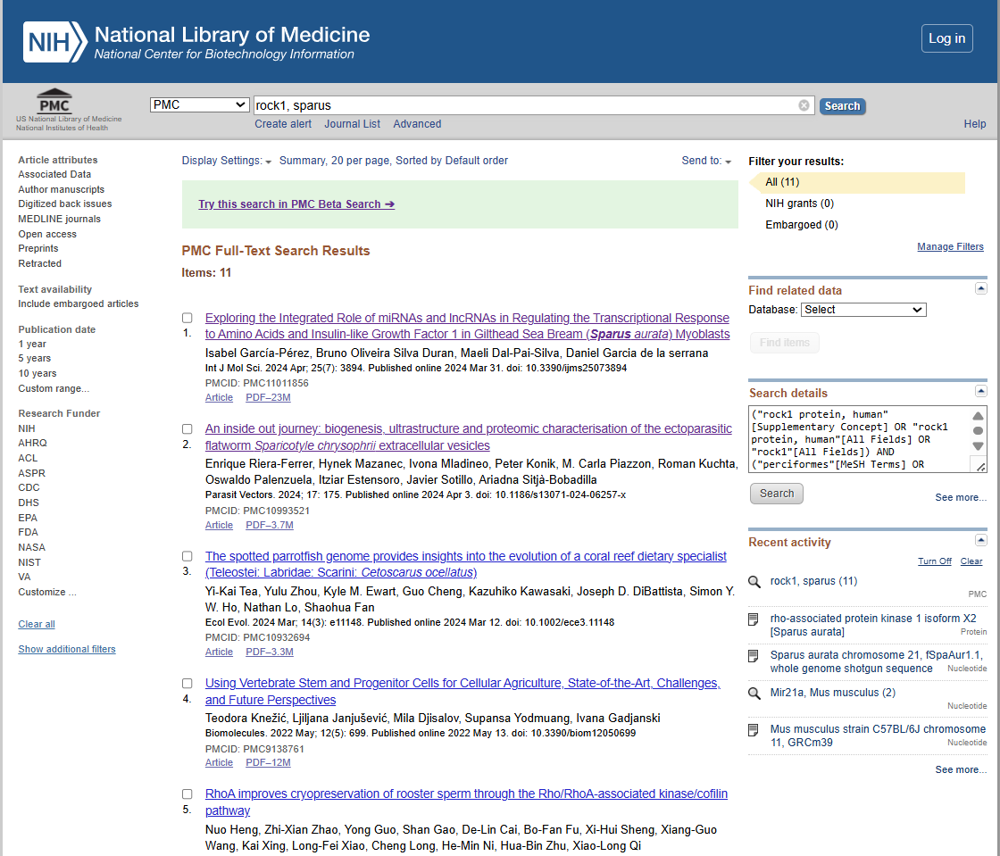 NIH National Library of Medicine
National Center for Biotechnology Information
Log in
PMC
US National Library of Medicine
National Institutes of Health
PMC
rock1, sparus
Search
Create alert Journal List Advanced
Help
Article attributes
Associated Data
Author manuscripts
Digitized back issues
MEDLINE journals
Open access
Preprints
Retracted
Text availability
Include embargoed articles
Publication date
1 year
5 years
10 years
Custom range...
Research Funder
NIH
AHRQ
ACL
ASPR
CDC
DHS
EPA
FDA
NASA
NIST
VA
Customize ...
Clear all
Show additional filters
Display Settings: Summary, 20 per page, Sorted by Default order
Send to:
Try this search in PMC Beta Search ➔
PMC Full-Text Search Results
Items: 11
Exploring the Integrated Role of miRNAs and lncRNAs in Regulating the Transcriptional Response
1. to Amino Acids and Insulin-like Growth Factor 1 in Gilthead Sea Bream (Sparus aurata) Myoblasts
Isabel García-Pérez, Bruno Oliveira Silva Duran, Maeli Dal-Pai-Silva, Daniel Garcia de la serrana
Int J Mol Sci. 2024 Apr; 25(7): 3894. Published online 2024 Mar 31. doi: 10.3390/ijms25073894
PMCID: PMC11011856
Article PDF–23M
An inside out journey: biogenesis, ultrastructure and proteomic characterisation of the ectoparasitic
2. flatworm Sparicotyle chrysophrii extracellular vesicles
Enrique Riera-Ferrer, Hynek Mazanec, Ivona Mladineo, Peter Konik, M. Carla Piazzon, Roman Kuchta,
Oswaldo Palenzuela, Itziar Estensoro, Javier Sotillo, Ariadna Sitjà-Bobadilla
Parasit Vectors. 2024; 17: 175. Published online 2024 Apr 3. doi: 10.1186/s13071-024-06257-x
PMCID: PMC10993521
Article PDF–3.7M
The spotted parrotfish genome provides insights into the evolution of a coral reef dietary specialist
3. (Teleostei: Labridae: Scarini: Cetoscarus ocellatus)
Yi-Kai Tea, Yulu Zhou, Kyle M. Ewart, Guo Cheng, Kazuhiko Kawasaki, Joseph D. DiBattista, Simon Y.
W. Ho, Nathan Lo, Shaohua Fan
Ecol Evol. 2024 Mar; 14(3): e11148. Published online 2024 Mar 12. doi: 10.1002/ece3.11148
PMCID: PMC10932694
Article PDF–3.3M
Using Vertebrate Stem and Progenitor Cells for Cellular Agriculture, State-of-the-Art, Challenges,
4. and Future Perspectives
Teodora Knežić, Ljiljana Janjušević, Mila Djisalov, Supansa Yodmuang, Ivana Gadjanski
Biomolecules. 2022 May; 12(5): 699. Published online 2022 May 13. doi: 10.3390/biom12050699
PMCID: PMC9138761
Article PDF–12M
RhoA improves cryopreservation of rooster sperm through the Rho/RhoA-associated kinase/cofilin
5. pathway
Nuo Heng, Zhi-Xian Zhao, Yong Guo, Shan Gao, De-Lin Cai, Bo-Fan Fu, Xi-Hui Sheng, Xiang-Guo
Wang, Kai Xing, Long-Fei Xiao, Cheng Long, He-Min Ni, Hua-Bin Zhu, Xiao-Long Qi
Filter your results:
All (11)
NIH grants (0)
Embargoed (0)
Manage Filters
Find related data
Database: Select
Find items
Search details
("rock1 protein, human"
[Supplementary Concept] OR "rock1
protein, human"[All Fields] OR
"rock1"[All Fields]) AND
("perciformes"[MeSH Terms] OR
Search
See more...
Recent activity
Turn Off Clear
rock1, sparus (11)
PMC
rho-associated protein kinase 1 isoform X2
[Sparus aurata]
Protein
Sparus aurata chromosome 21, fSpaAur1.1,
whole genome shotgun sequence
Nucleotide
Mir21a, Mus musculus (2)
Nucleotide
Mus musculus strain C57BL/6J chromosome
11, GRCm39
Nucleotide
See more...